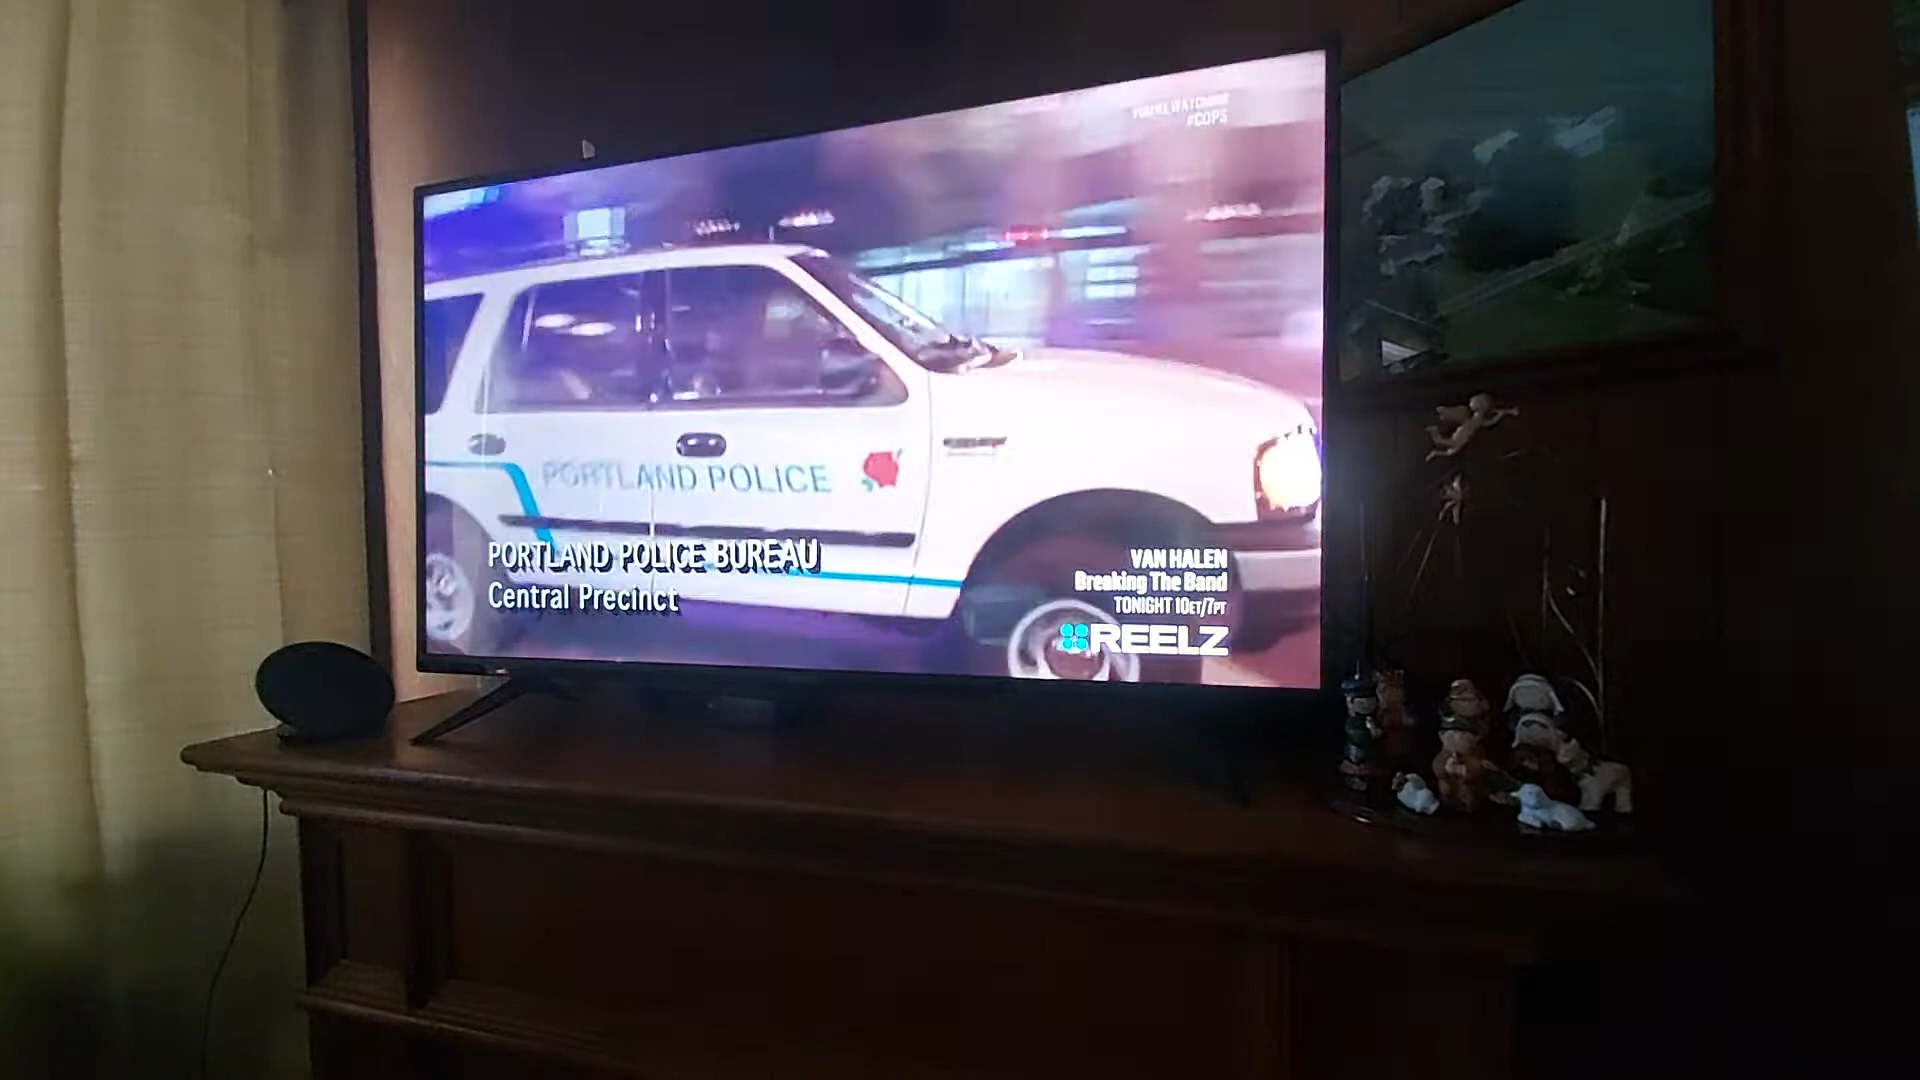 YOU'RE WATCHING
#COPS
PORTLAND POLICE
PORTLAND POLICE BUREAU
Central Precinct
VAN HALEN
Breaking The Band
TONIGHT 10ET/7PT
REELZ